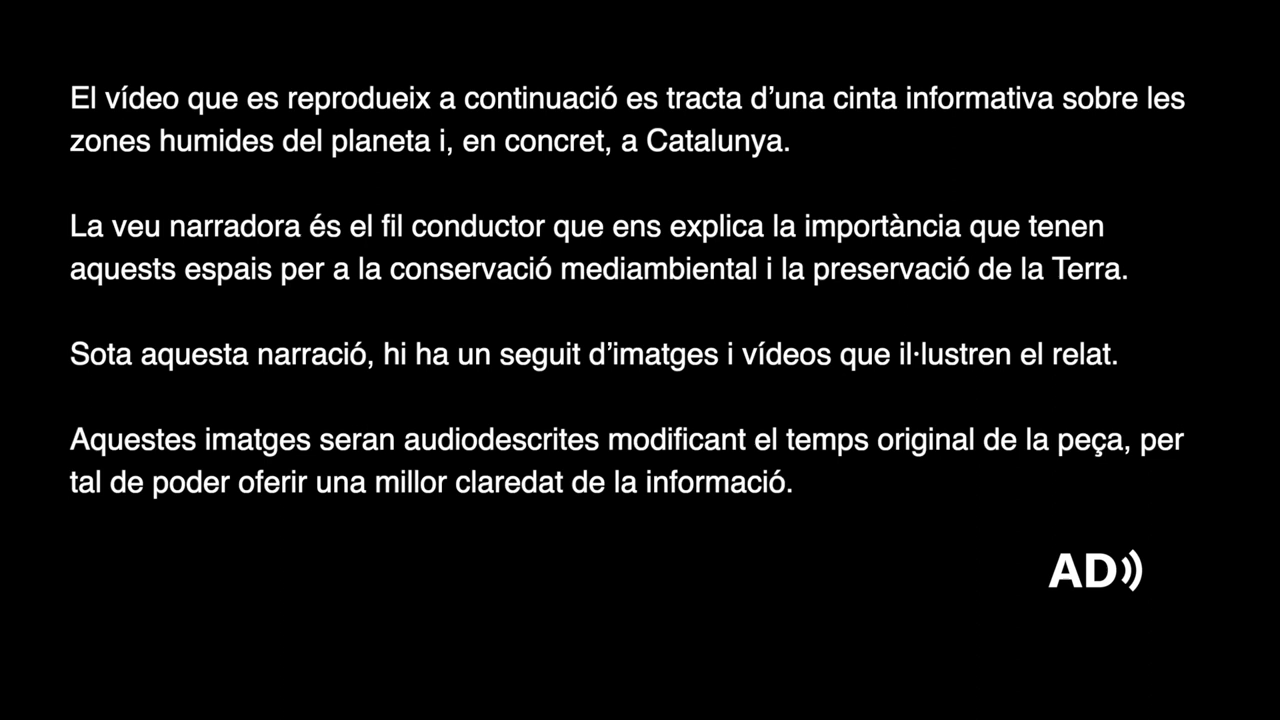 El vídeo que es reprodueix a continuació es tracta d’una cinta informativa sobre les
zones humides del planeta i, en concret, a Catalunya.
La veu narradora és el fil conductor que ens explica la importància que tenen
aquests espais per a la conservació mediambiental i la preservació de la Terra.
Sota aquesta narració, hi ha un seguit d’imatges i vídeos que il·lustren el relat.
Aquestes imatges seran audiodescrites modificant el temps original de la peça, per
tal de poder oferir una millor claredat de la informació.
AD